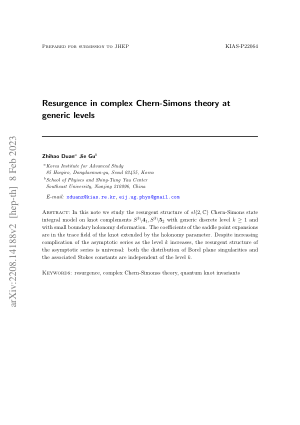 PREPARED FOR SUBMISSION TO JHEP
KIAS-P22064
Resurgence in complex Chern-Simons theory at
generic levels
Zhihao Duanᵃ Jie Guᵇ
ᵃKorea Institute for Advanced Study
85 Hoegiro, Dongdaemun-gu, Seoul 02455, Korea
ᵇSchool of Physics and Shing-Tung Yau Center
Southeast University, Nanjing 210096, China
E-mail: xduanz@kias.re.kr, eij.ug.phys@gmail.com
ABSTRACT: In this note we study the resurgent structure of sl(2, C) Chern-Simons state
integral model on knot complements S³\4₁, S³\5₂ with generic discrete level k ≥ 1 and
with small boundary holonomy deformation. The coefficients of the saddle point expansions
are in the trace field of the knot extended by the holonomy parameter. Despite increasing
complication of the asymptotic series as the level k increases, the resurgent structure of
the asymptotic series is universal: both the distribution of Borel plane singularities and
the associated Stokes constants are independent of the level k.
KEYWORDS: resurgence, complex Chern-Simons theory, quantum knot invariants
arXiv:2208.14188v2 [hep-th] 8 Feb 2023